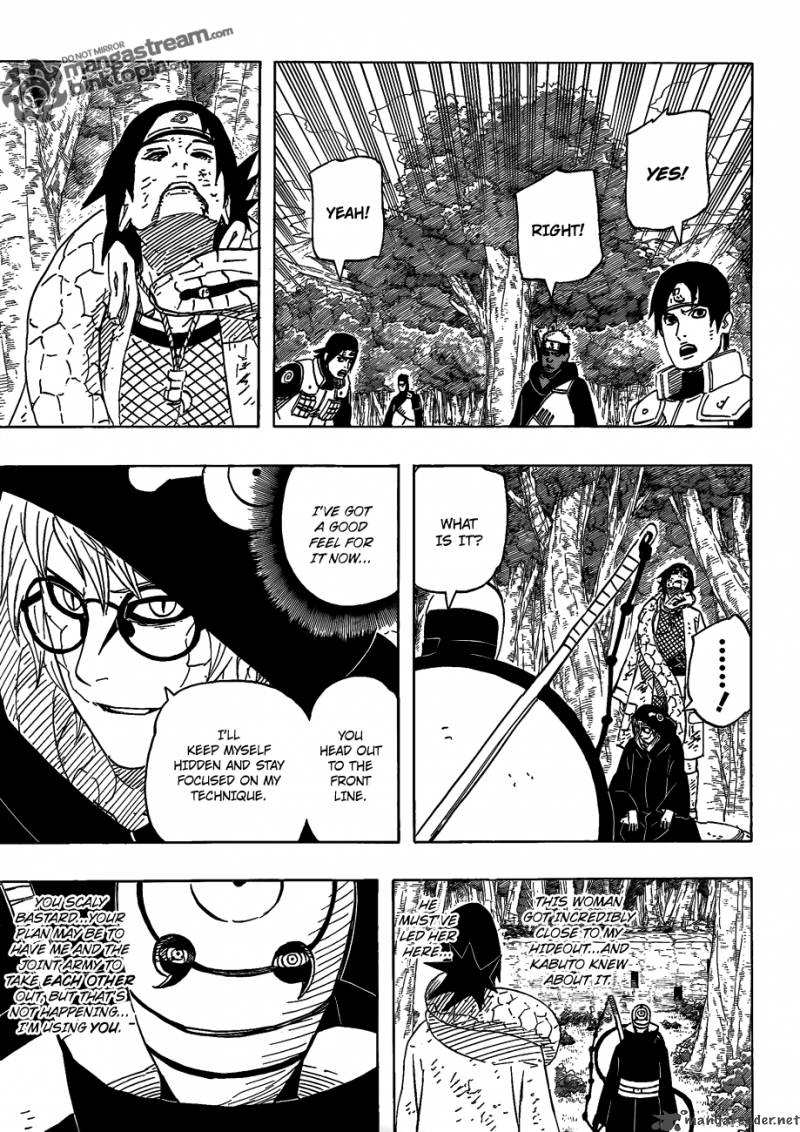 DO NOT MIRROR
mangastream.com
binktopia.org
YES!
RIGHT!
YEAH!
WHAT
IS IT?
......!
I'VE GOT
A GOOD
FEEL FOR
IT NOW...
YOU
HEAD OUT
TO THE
FRONT
LINE.
I'LL
KEEP MYSELF
HIDDEN AND STAY
FOCUSED ON MY
TECHNIQUE.
THIS WOMAN
GOT INCREDIBLY
CLOSE TO MY
HIDEOUT...AND
KABUTO KNEW
ABOUT IT.
HE
MUST'VE
LED HER
HERE...
YOU SCALY
BASTARD...YOUR
PLAN MAY BE TO
HAVE ME AND THE
JOINT ARMY TO
TAKE EACH OTHER
OUT, BUT THAT'S
NOT HAPPENING...
I'M USING YOU.
mangareader.net